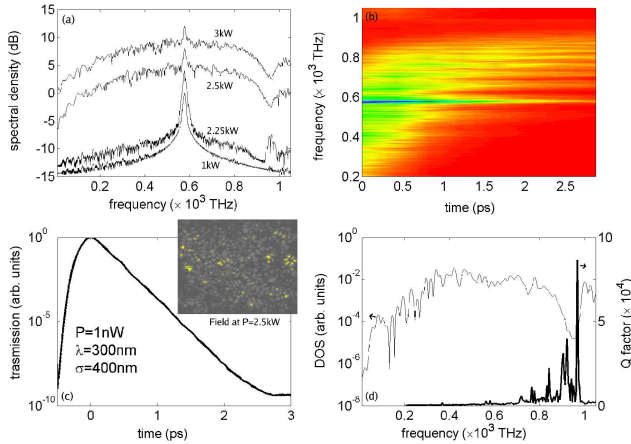 (a)
3kW
2.5kW
2.25kW
1kW
15
10
5
0
-5
-10
-15
spectral density (dB)
0.2
0.4
0.6
0.8
1
frequency (× 10³ THz)
(b)
1
0.8
0.6
0.4
0.2
frequency (× 10³ THz)
0
0.5
1
1.5
2
2.5
time (ps)
10⁰
10⁻⁵
10⁻¹⁰
trasmission (arb. units)
P=1nW
λ=300nm
σ=400nm
Field at P=2.5kW
(c)
0
1
2
3
time (ps)
(d)
10⁰
10⁻²
10⁻⁴
10⁻⁶
10⁻⁸
DOS (arb. units)
10
5
0
Q factor (× 10⁴)
0.2
0.4
0.6
0.8
1
frequency (× 10³ THz)